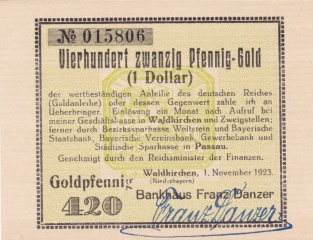 № 015806
Vierhundert zwanzig Pfennig-Gold
(1 Dollar)
der wertbeständigen Anleihe des deutschen Reiches
(Goldanleihe) oder dessen Gegenwert zahle ich an
Ueberbringer. Einlösung ein Monat nach Aufruf bei
meiner Geschäftskasse in Waldkirchen und Zweigstellen;
ferner durch Bezirkssparkasse Wolfstein und Bayerische
Staatsbank, Bayerische Vereinsbank, Gewerbebank und
Städtische Sparkasse in Passau.
Genehmigt durch den Reichsminister der Finanzen.
Goldpfennig
Waldkirchen, 1. November 1923.
(Niederbayern)
420
Bankhaus Franz Danzer
Franz Danzer